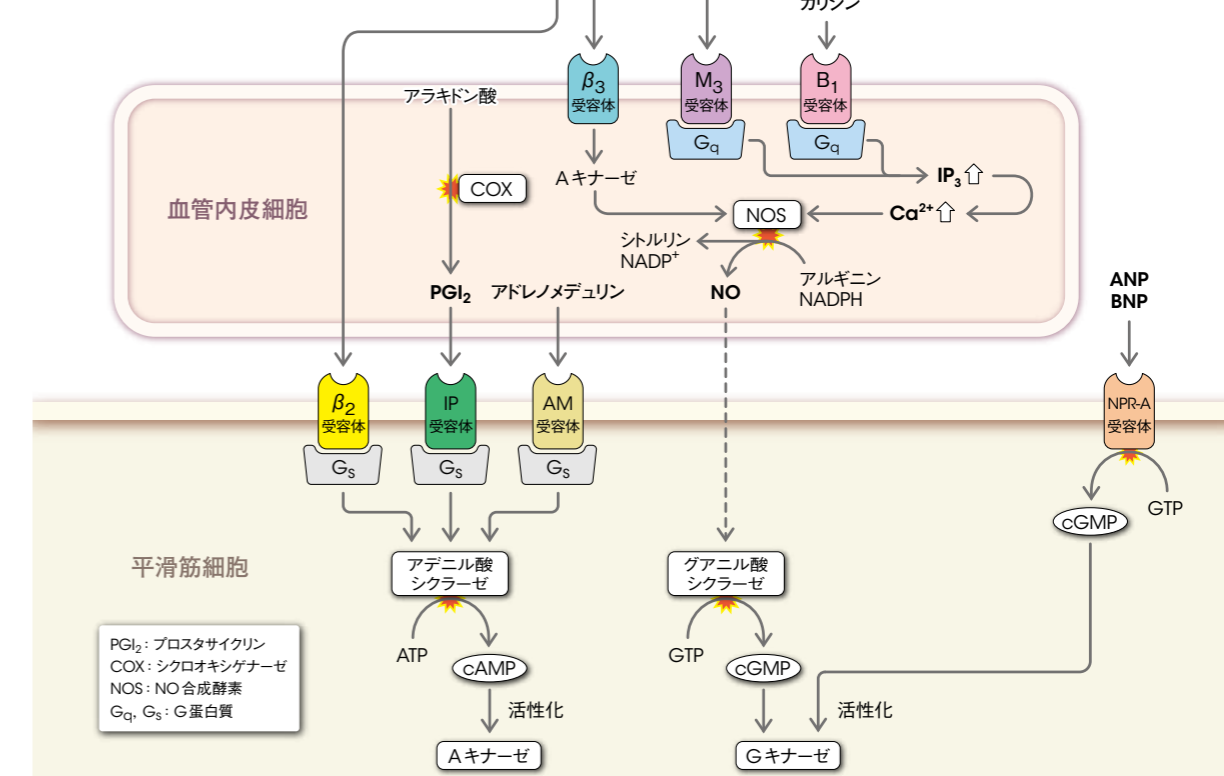 カリジン
β3
受容体
M3
受容体
B1
受容体
アラキドン酸
Gq
Gq
Aキナーゼ
IP3
COX
血管内皮細胞
NOS
Ca2+
シトルリン
NADP+
アルギニン
NADPH
PGI2
アドレノメデュリン
NO
ANP
BNP
β2
受容体
IP
受容体
AM
受容体
NPR-A
受容体
Gs
Gs
Gs
GTP
cGMP
平滑筋細胞
アデニル酸
シクラーゼ
グアニル酸
シクラーゼ
ATP
cAMP
GTP
cGMP
PGI2：プロスタサイクリン
COX：シクロオキシゲナーゼ
NOS：NO合成酵素
Gq, Gs：G蛋白質
活性化
活性化
Aキナーゼ
Gキナーゼ